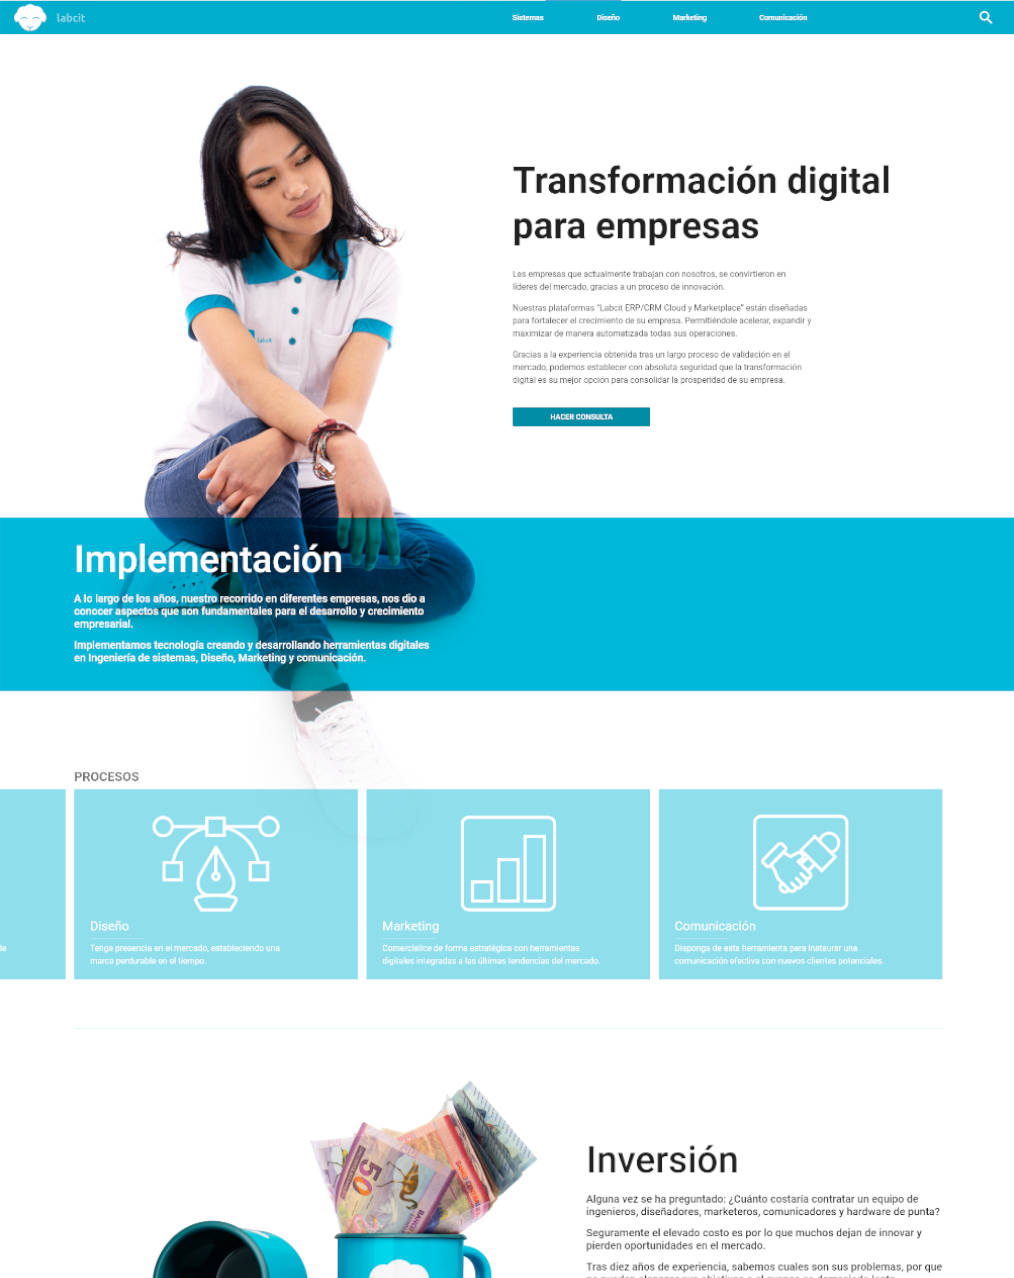 labcit
Sistemas
Diseño
Marketing
Comunicación
Transformación digital
para empresas
Las empresas que actualmente trabajan con nosotros, se convirtieron en
líderes del mercado, gracias a un proceso de innovación.
Nuestras plataformas "Labcit ERP/CRM Cloud y Marketplace" están diseñadas
para fortalecer el crecimiento de su empresa. Permitiéndole acelerar, expandir y
maximizar de manera automatizada todas sus operaciones.
Gracias a la experiencia obtenida tras un largo proceso de validación en el
mercado, podemos establecer con absoluta seguridad que la transformación
digital es su mejor opción para consolidar la prosperidad de su empresa.
labcit
HACER CONSULTA
Implementación
A lo largo de los años, nuestro recorrido en diferentes empresas, nos dio a
conocer aspectos que son fundamentales para el desarrollo y crecimiento
empresarial.
Implementamos tecnología creando y desarrollando herramientas digitales
en Ingeniería de sistemas, Diseño, Marketing y comunicación.
PROCESOS
Diseño
Tenga presencia en el mercado, estableciendo una
marca perdurable en el tiempo.
Marketing
Comercialice de forma estratégica con herramientas
digitales integradas a las últimas tendencias del mercado.
Comunicación
Disponga de esta herramienta para instaurar una
comunicación efectiva con nuevos clientes potenciales.
50
Inversión
Alguna vez se ha preguntado: ¿Cuánto costaría contratar un equipo de
ingenieros, diseñadores, marketeros, comunicadores y hardware de punta?
Seguramente el elevado costo es por lo que muchos dejan de innovar y
pierden oportunidades en el mercado.
Tras diez años de experiencia, sabemos cuales son sus problemas, por que